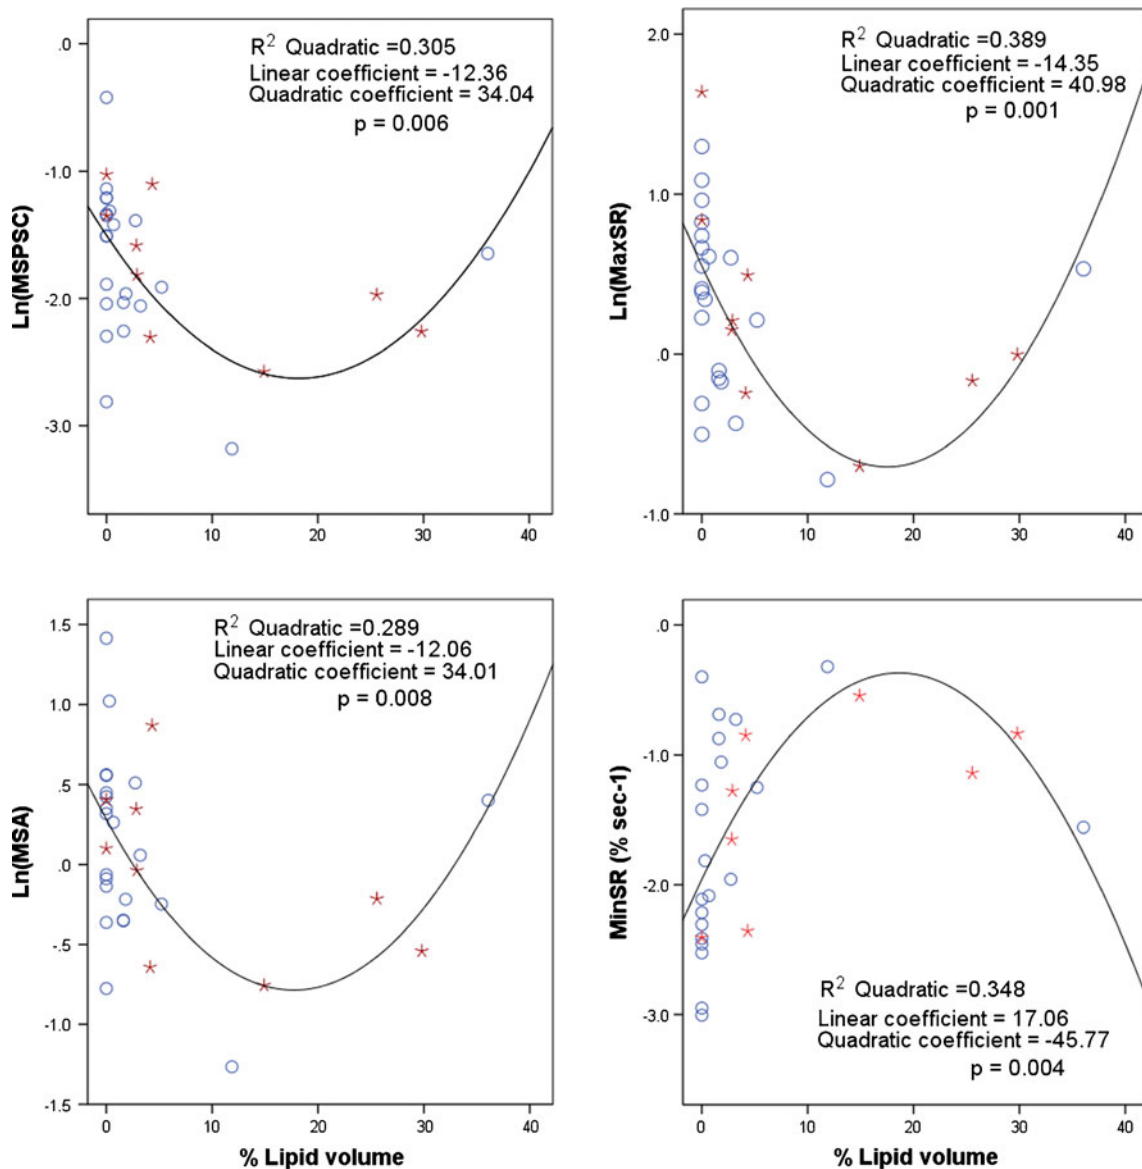 R² Quadratic =0.305
Linear coefficient = -12.36
Quadratic coefficient = 34.04
p = 0.006
Ln(MSPSC)
.0
-1.0
-2.0
-3.0
0 10 20 30 40
R² Quadratic =0.389
Linear coefficient = -14.35
Quadratic coefficient = 40.98
p = 0.001
Ln(MaxSR)
2.0
1.0
.0
-1.0
0 10 20 30 40
R² Quadratic =0.289
Linear coefficient = -12.06
Quadratic coefficient = 34.01
p = 0.008
Ln(MSA)
1.5
1.0
.5
.0
-.5
-1.0
-1.5
0 10 20 30 40
% Lipid volume
MinSR (% sec-1)
.0
-1.0
-2.0
-3.0
R² Quadratic =0.348
Linear coefficient = 17.06
Quadratic coefficient = -45.77
p = 0.004
0 10 20 30 40
% Lipid volume